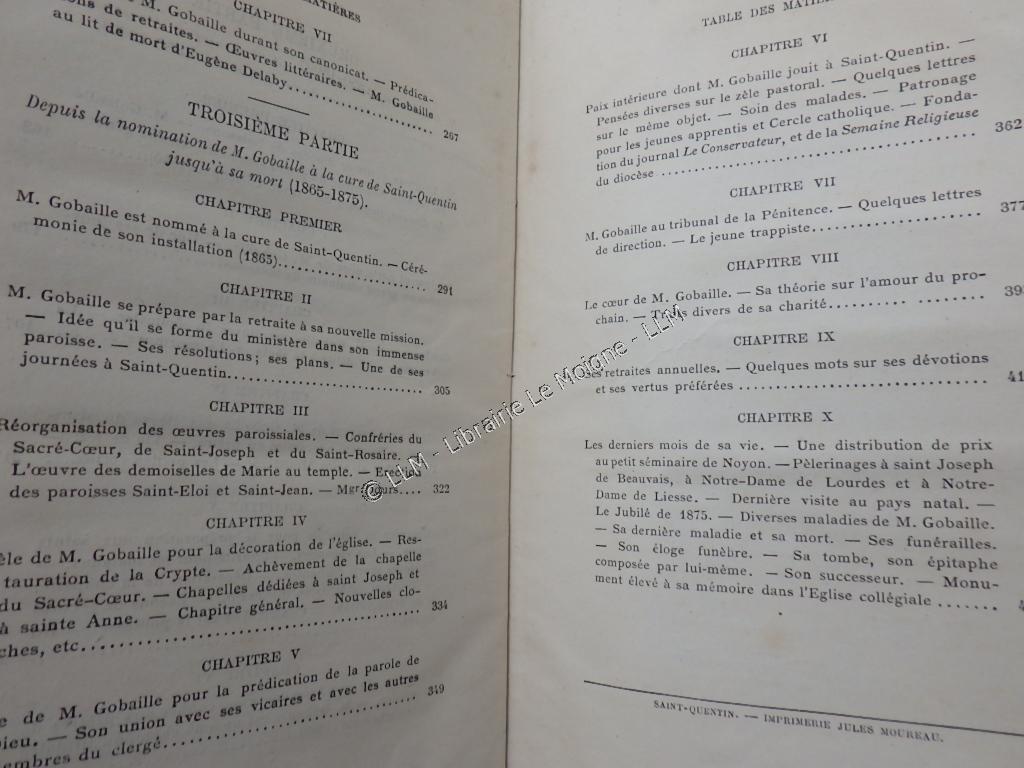 MATIÈRES
CHAPITRE VII
M. Gobaille durant son canonicat. — Prédica-
de retraites. — Œuvres littéraires. — M. Gobaille
au lit de mort d'Eugène Delaby.......... 267
TROISIÈME PARTIE
Depuis la nomination de M. Gobaille à la cure de Saint-Quentin
jusqu'à sa mort (1865-1875).
CHAPITRE PREMIER
M. Gobaille est nommé à la cure de Saint-Quentin. — Céré-
monie de son installation (1865).......... 291
CHAPITRE II
M. Gobaille se prépare par la retraite à sa nouvelle mission.
— Idée qu'il se forme du ministère dans son immense
paroisse. — Ses résolutions; ses plans. — Une de ses
journées à Saint-Quentin.......... 305
CHAPITRE III
Réorganisation des œuvres paroissiales. — Confréries du
Sacré-Cœur, de Saint-Joseph et du Saint-Rosaire. —
L'œuvre des demoiselles de Marie au temple. — Erection
des paroisses Saint-Eloi et Saint-Jean. — Mgr Dours.... 322
CHAPITRE IV
èle de M. Gobaille pour la décoration de l'église. — Res-
tauration de la Crypte. — Achèvement de la chapelle
du Sacré-Cœur. — Chapelles dédiées à saint Joseph et
à sainte Anne. — Chapitre général. — Nouvelles clo-
ches, etc.......... 334
CHAPITRE V
de M. Gobaille pour la prédication de la parole de
Dieu. — Son union avec ses vicaires et avec les autres
embres du clergé.......... 349
TABLE DES MATIÈ
CHAPITRE VI
Paix intérieure dont M. Gobaille jouit à Saint-Quentin. —
Pensées diverses sur le zèle pastoral. — Quelques lettres
sur le même objet. — Soin des malades. — Patronage
pour les jeunes apprentis et Cercle catholique. — Fonda-
tion du journal Le Conservateur, et de la Semaine Religieuse
du diocèse .......... 362
CHAPITRE VII
M. Gobaille au tribunal de la Pénitence. — Quelques lettres
de direction. — Le jeune trappiste.......... 377
CHAPITRE VIII
Le cœur de M. Gobaille. — Sa théorie sur l'amour du pro-
chain. — Traits divers de sa charité.......... 39
CHAPITRE IX
Ses retraites annuelles. — Quelques mots sur ses dévotions
et ses vertus préférées .......... 41
CHAPITRE X
Les derniers mois de sa vie. — Une distribution de prix
au petit séminaire de Noyon. — Pèlerinages à saint Joseph
de Beauvais, à Notre-Dame de Lourdes et à Notre-
Dame de Liesse. — Dernière visite au pays natal. —
Le Jubilé de 1875. — Diverses maladies de M. Gobaille.
— Sa dernière maladie et sa mort. — Ses funérailles.
— Son éloge funèbre. — Sa tombe, son épitaphe
composée par lui-même. — Son successeur. — Monu-
ment élevé à sa mémoire dans l'Eglise collégiale ....... 4
SAINT-QUENTIN. — IMPRIMERIE JULES MOUREAU.
© LLM - Librairie Le Moigne - LLM